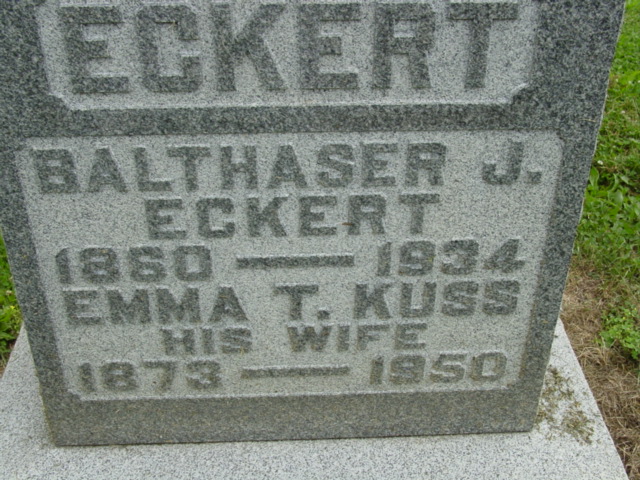 ECKERT
BALTHASER J.
ECKERT
1860 — 1934
EMMA T. KUSS
HIS WIFE
1873 — 1950